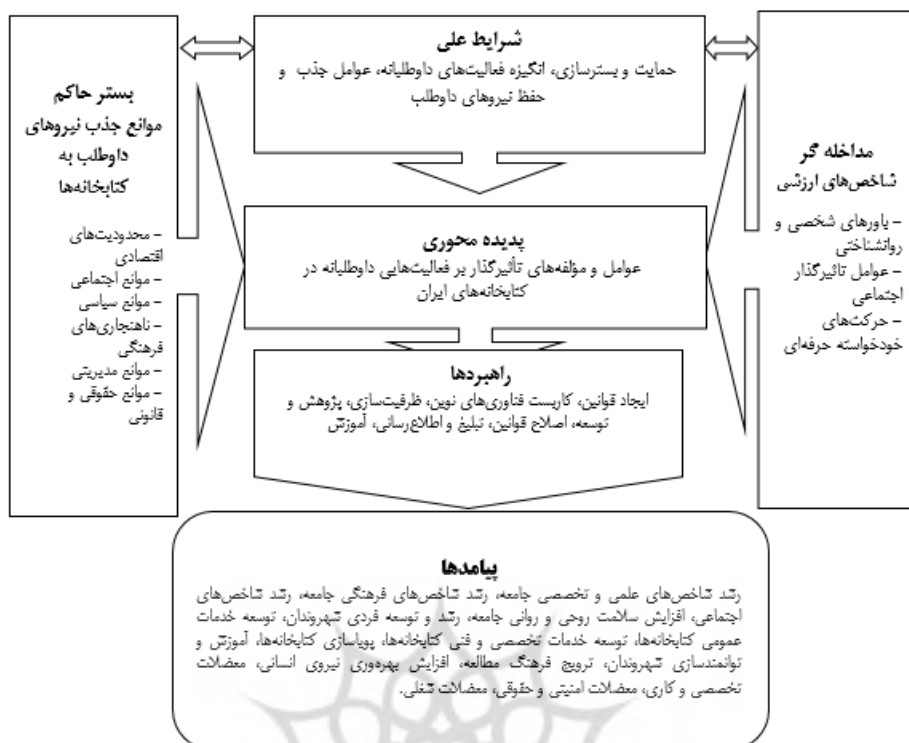 شرایط علی
حمایت و بسترسازی، انگیزه فعالیت‌های داوطلبانه، عوامل جذب و
حفظ نیروهای داوطلب
مداخله گر
شاخص‌های ارزشی
– باورهای شخصی و
روانشناختی
– عوامل تاثیرگذار
اجتماعی
– حرکت‌های
خودخواسته حرفه‌ای
بستر حاکم
موانع جذب نیروهای
داوطلب به
کتابخانه‌ها
– محدودیت‌های
اقتصادی
– موانع اجتماعی
– موانع سیاسی
– ناهنجاری‌های
فرهنگی
– موانع مدیریتی
– موانع حقوقی و
قانونی
پدیده محوری
عوامل و مؤلفه‌های تأثیرگذار بر فعالیت‌هایی داوطلبانه در
کتابخانه‌های ایران
راهبردها
ایجاد قوانین، کاربست فناوری‌های نوین، ظرفیت‌سازی، پژوهش و
توسعه، اصلاح قوانین، تبلیغ و اطلاع‌رسانی، آموزش
پیامدها
رشد شاخص‌های علمی و تخصصی جامعه، رشد شاخص‌های فرهنگی جامعه، رشد شاخص‌های
اجتماعی، افزایش سلامت روحی و روانی جامعه، رشد و توسعه فردی شهروندان، توسعه خدمات
عمومی کتابخانه‌ها، توسعه خدمات تخصصی و فنی کتابخانه‌ها، پویاسازی کتابخانه‌ها، آموزش و
توانمندسازی شهروندان، ترویج فرهنگ مطالعه، افزایش بهره‌وری نیروی انسانی، معضلات
تخصصی و کاری، معضلات امنیتی و حقوقی، معضلات شغلی.